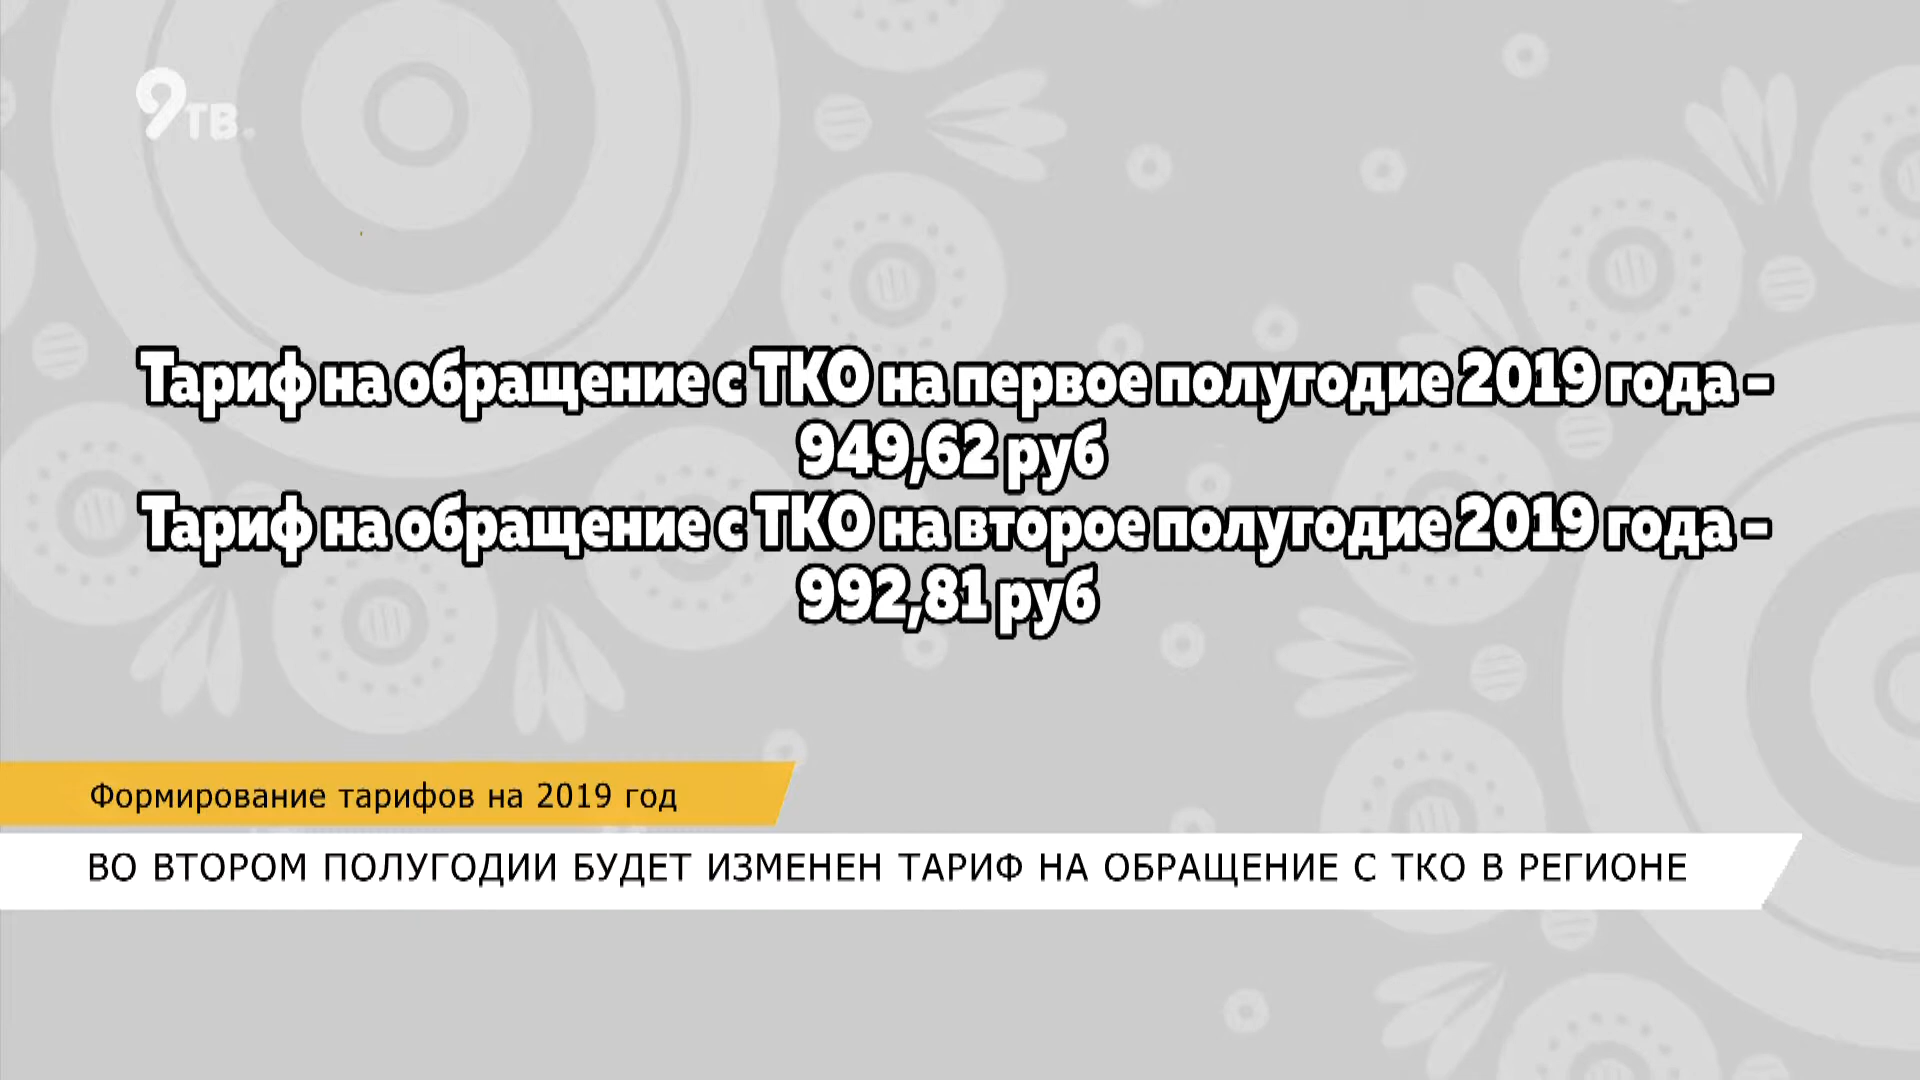 9ТВ.
Тариф на обращение с ТКО на первое полугодие 2019 года –
949,62 руб
Тариф на обращение с ТКО на второе полугодие 2019 года –
992,81 руб
Формирование тарифов на 2019 год
ВО ВТОРОМ ПОЛУГОДИИ БУДЕТ ИЗМЕНЕН ТАРИФ НА ОБРАЩЕНИЕ С ТКО В РЕГИОНЕ